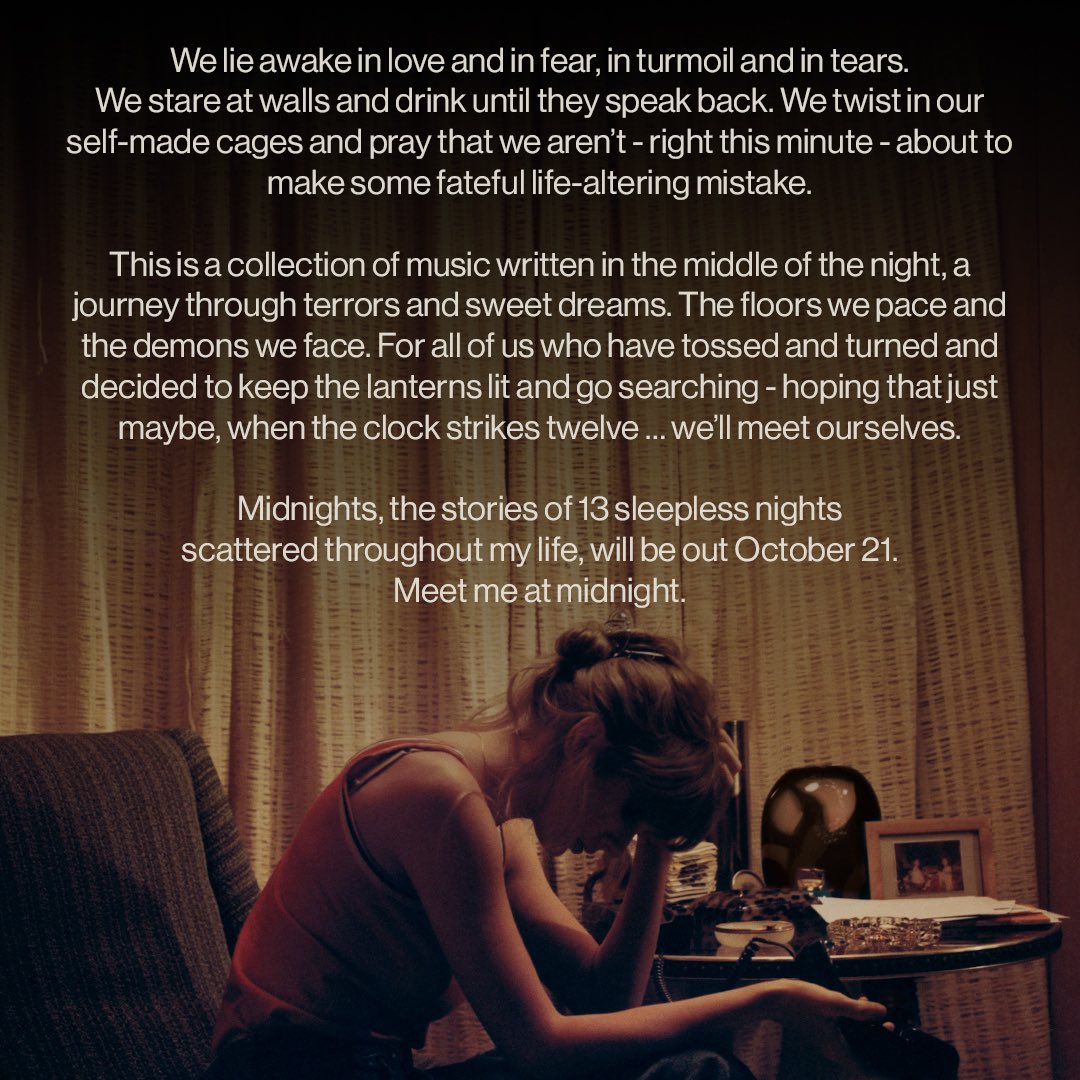 We lie awake in love and in fear, in turmoil and in tears.
We stare at walls and drink until they speak back. We twist in our
self-made cages and pray that we aren’t - right this minute - about to
make some fateful life-altering mistake.
This is a collection of music written in the middle of the night, a
journey through terrors and sweet dreams. The floors we pace and
the demons we face. For all of us who have tossed and turned and
decided to keep the lanterns lit and go searching - hoping that just
maybe, when the clock strikes twelve ... we’ll meet ourselves.
Midnights, the stories of 13 sleepless nights
scattered throughout my life, will be out October 21.
Meet me at midnight.